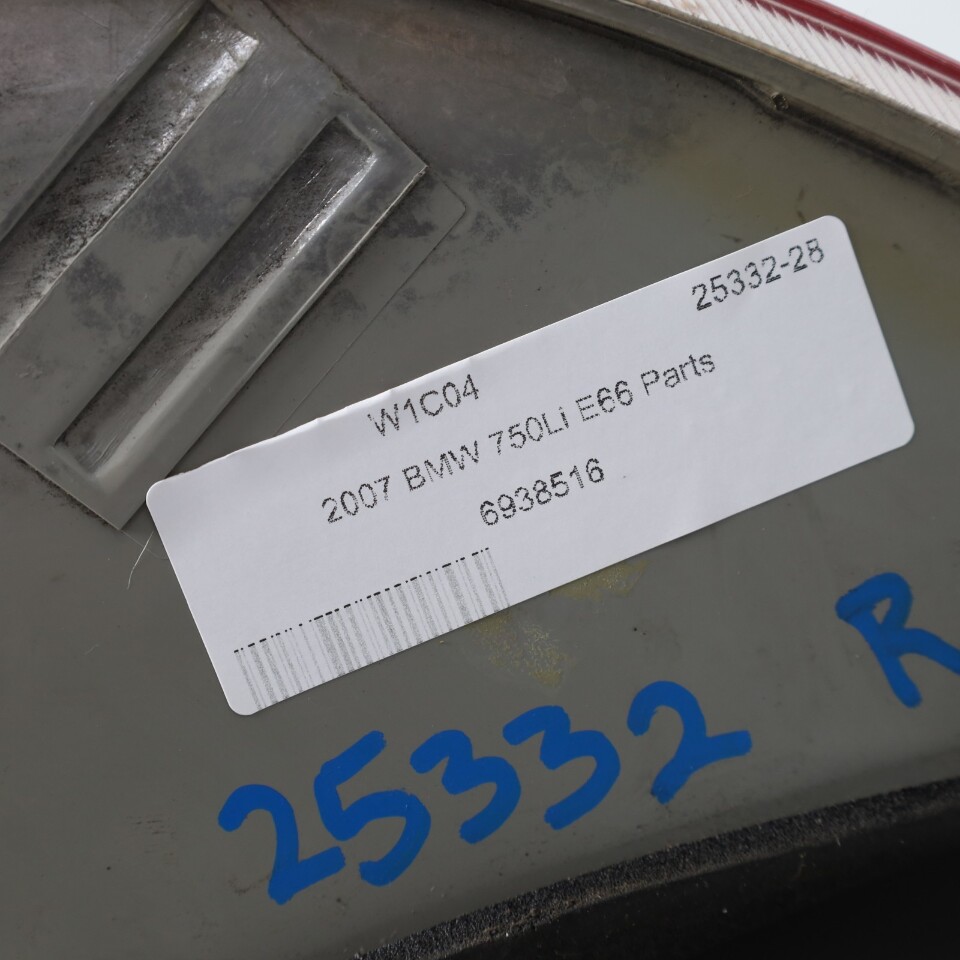 25332-28
W1C04
2007 BMW 750Li E66 Parts
6938516
25332 R